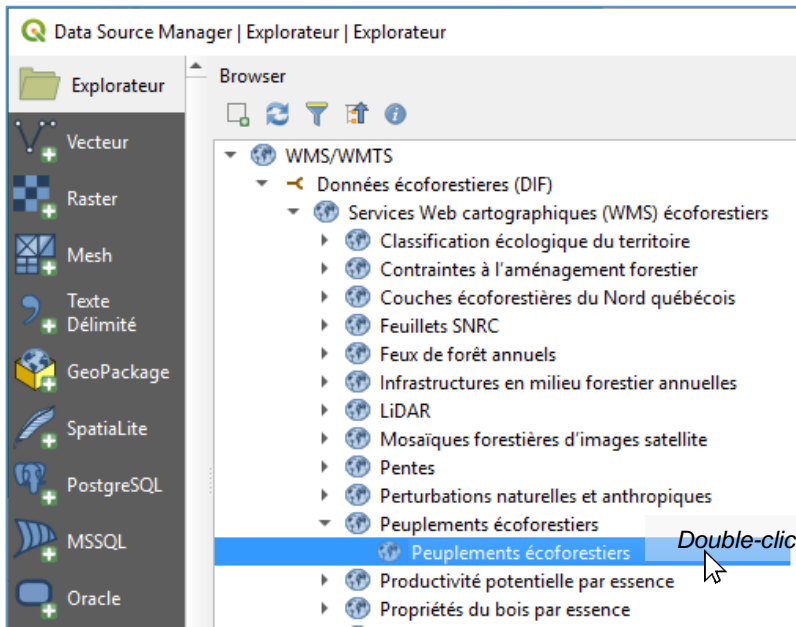 Data Source Manager | Explorateur | Explorateur
Explorateur
Vecteur
Raster
Mesh
Texte
Délimité
GeoPackage
SpatiaLite
PostgreSQL
MSSQL
Oracle
Browser
WMS/WMTS
Données écoforestieres (DIF)
Services Web cartographiques (WMS) écoforestiers
Classification écologique du territoire
Contraintes à l'aménagement forestier
Couches écoforestières du Nord québécois
Feuillets SNRC
Feux de forêt annuels
Infrastructures en milieu forestier annuelles
LiDAR
Mosaïques forestières d'images satellite
Pentes
Perturbations naturelles et anthropiques
Peuplements écoforestiers
Peuplements écoforestiers
Double-clic
Productivité potentielle par essence
Propriétés du bois par essence